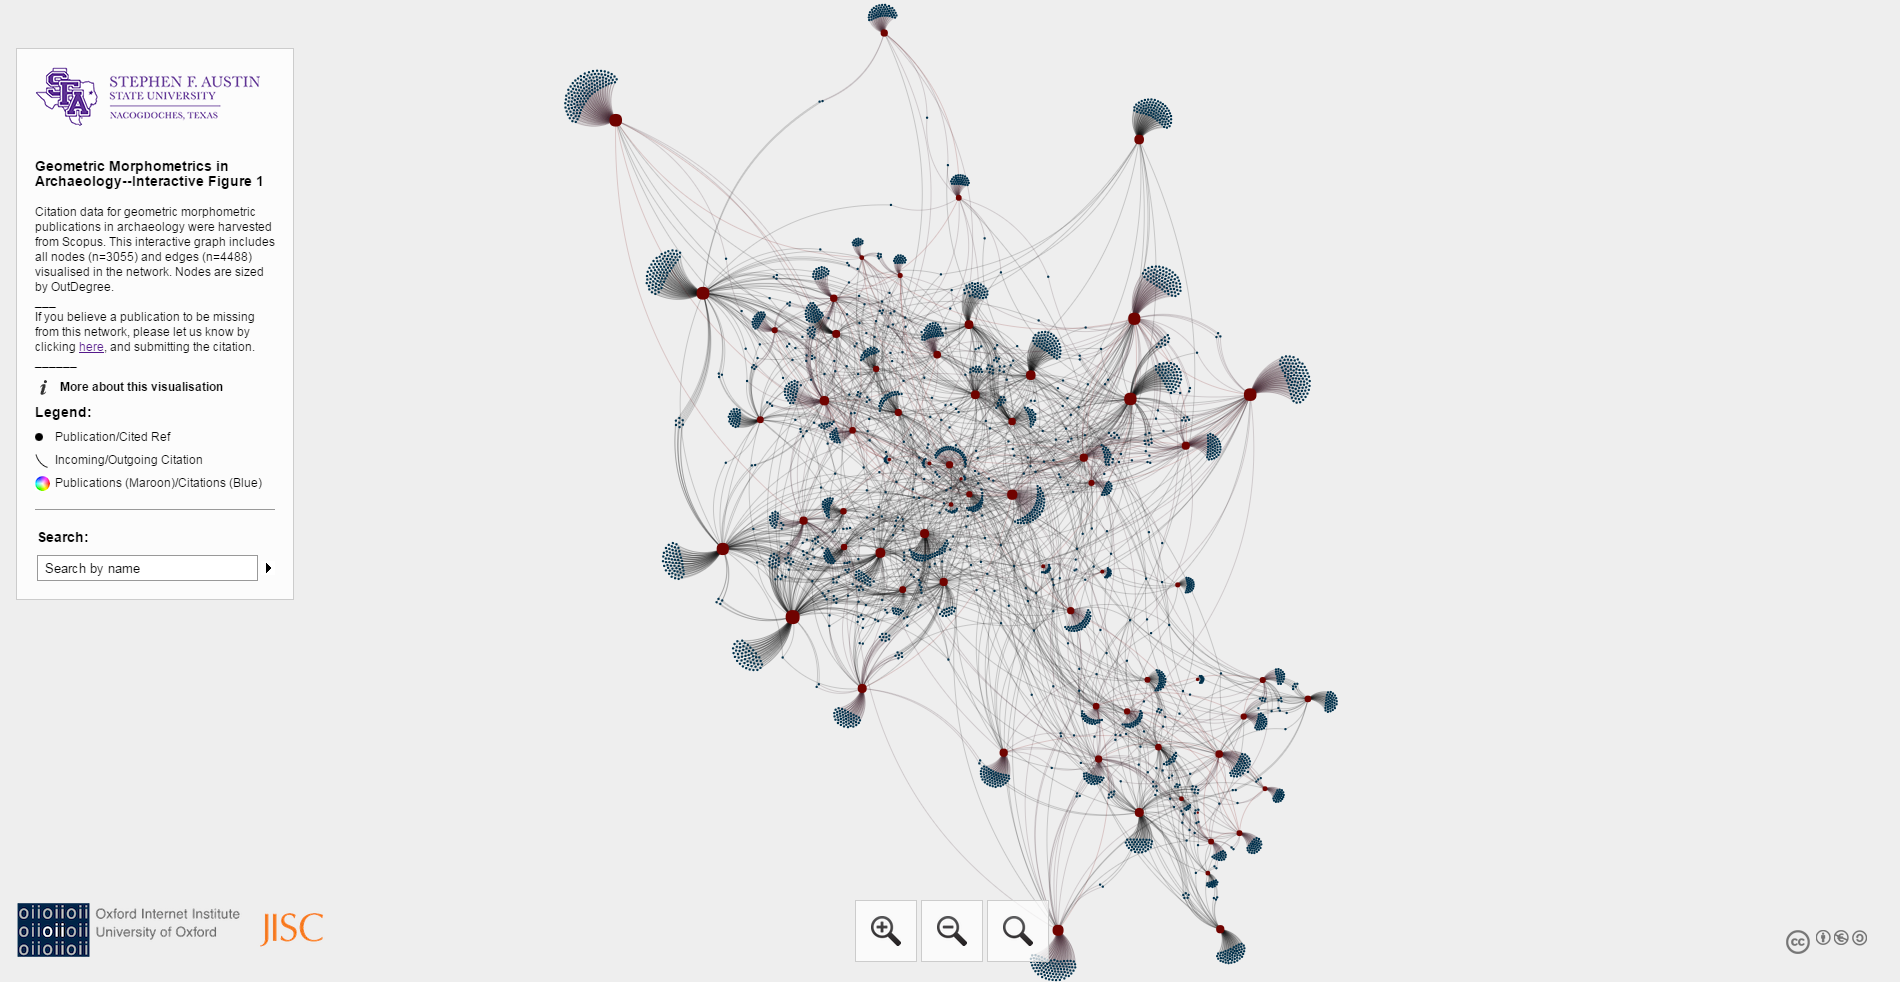 SFA
STEPHEN F. AUSTIN
STATE UNIVERSITY
NACOGDOCHES, TEXAS
Geometric Morphometrics in
Archaeology--Interactive Figure 1
Citation data for geometric morphometric
publications in archaeology were harvested
from Scopus. This interactive graph includes
all nodes (n=3055) and edges (n=4488)
visualised in the network. Nodes are sized
by OutDegree.
___
If you believe a publication to be missing
from this network, please let us know by
clicking here, and submitting the citation.
______
i More about this visualisation
Legend:
Publication/Cited Ref
Incoming/Outgoing Citation
Publications (Maroon)/Citations (Blue)
Search:
Search by name
oiioiioii
oiioiioii
oiioiioii
Oxford Internet Institute
University of Oxford
JISC
cc